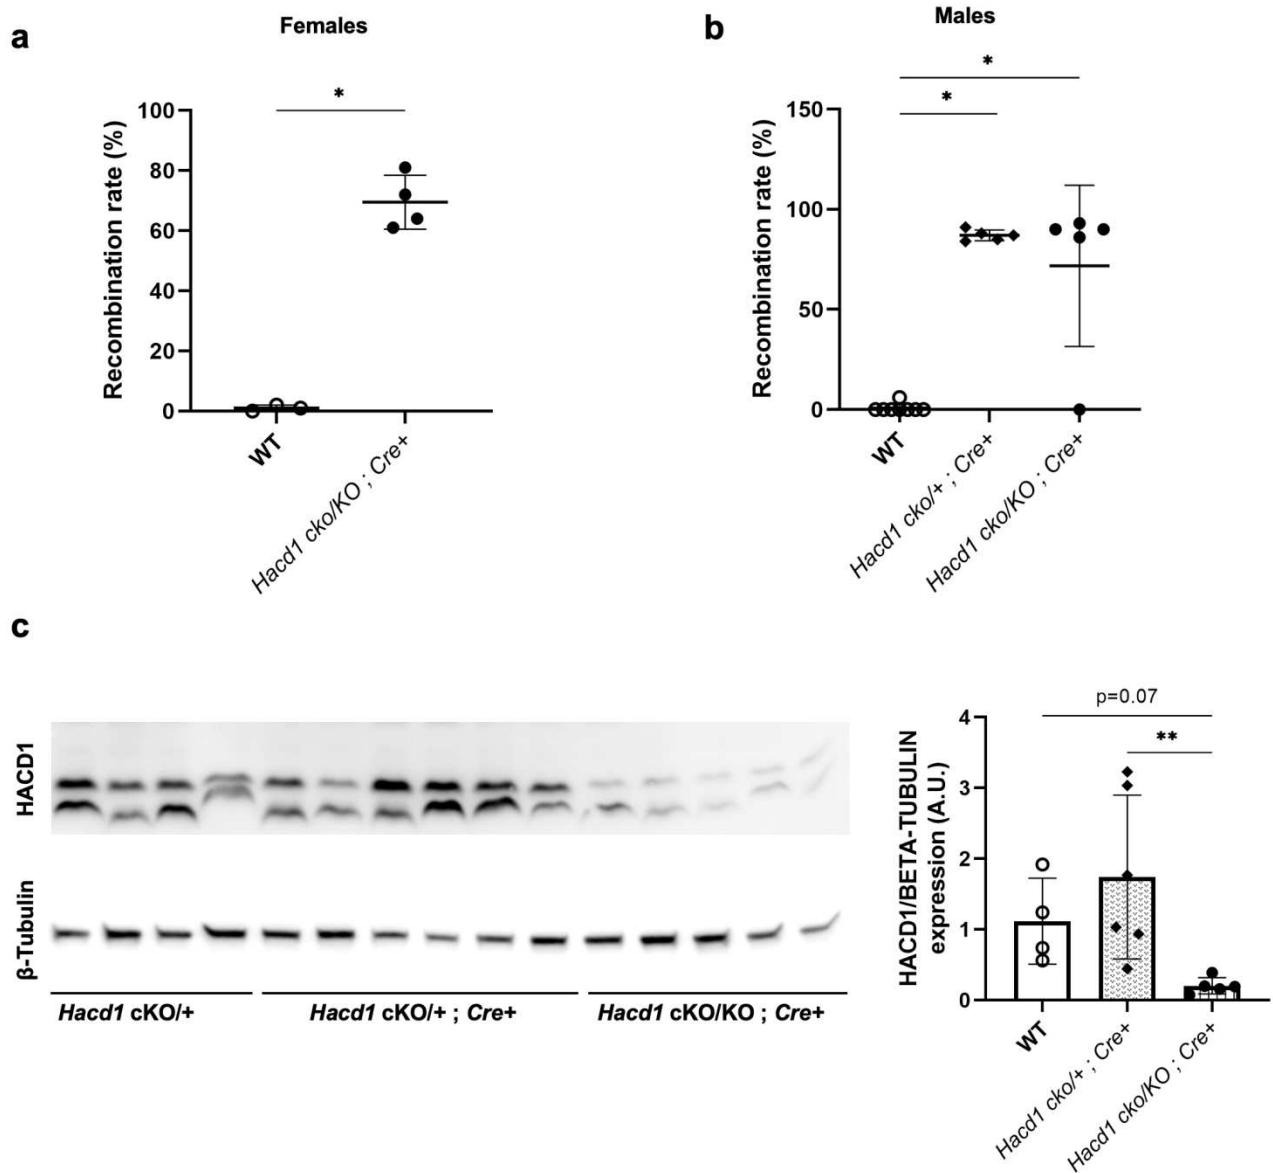 a
Females
*
Recombination rate (%)
100
80
60
40
20
0
WT
Hacd1 cko/KO ; Cre+
b
Males
*
*
Recombination rate (%)
150
100
50
0
WT
Hacd1 cko/+ ; Cre+
Hacd1 cko/KO ; Cre+
c
HACD1
β-Tubulin
Hacd1 cKO/+
Hacd1 cKO/+ ; Cre+
Hacd1 cKO/KO ; Cre+
p=0.07
**
HACD1/BETA-TUBULIN
expression (A.U.)
4
3
2
1
0
WT
Hacd1 cko/+ ; Cre+
Hacd1 cko/KO ; Cre+